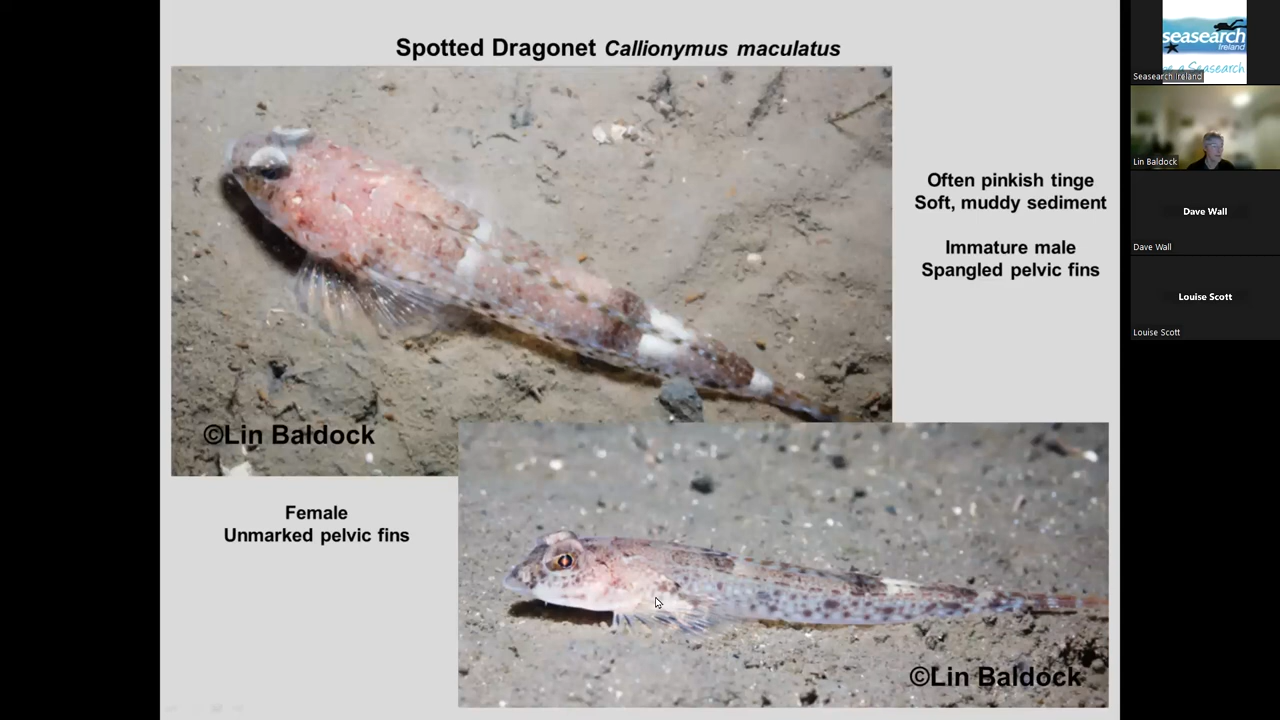 Spotted Dragonet Callionymus maculatus
Often pinkish tinge
Soft, muddy sediment
Immature male
Spangled pelvic fins
©Lin Baldock
Female
Unmarked pelvic fins
©Lin Baldock
seasearch
Ireland
e a Seasearch
Seasearch Ireland
Lin Baldock
Dave Wall
Dave Wall
Louise Scott
Louise Scott